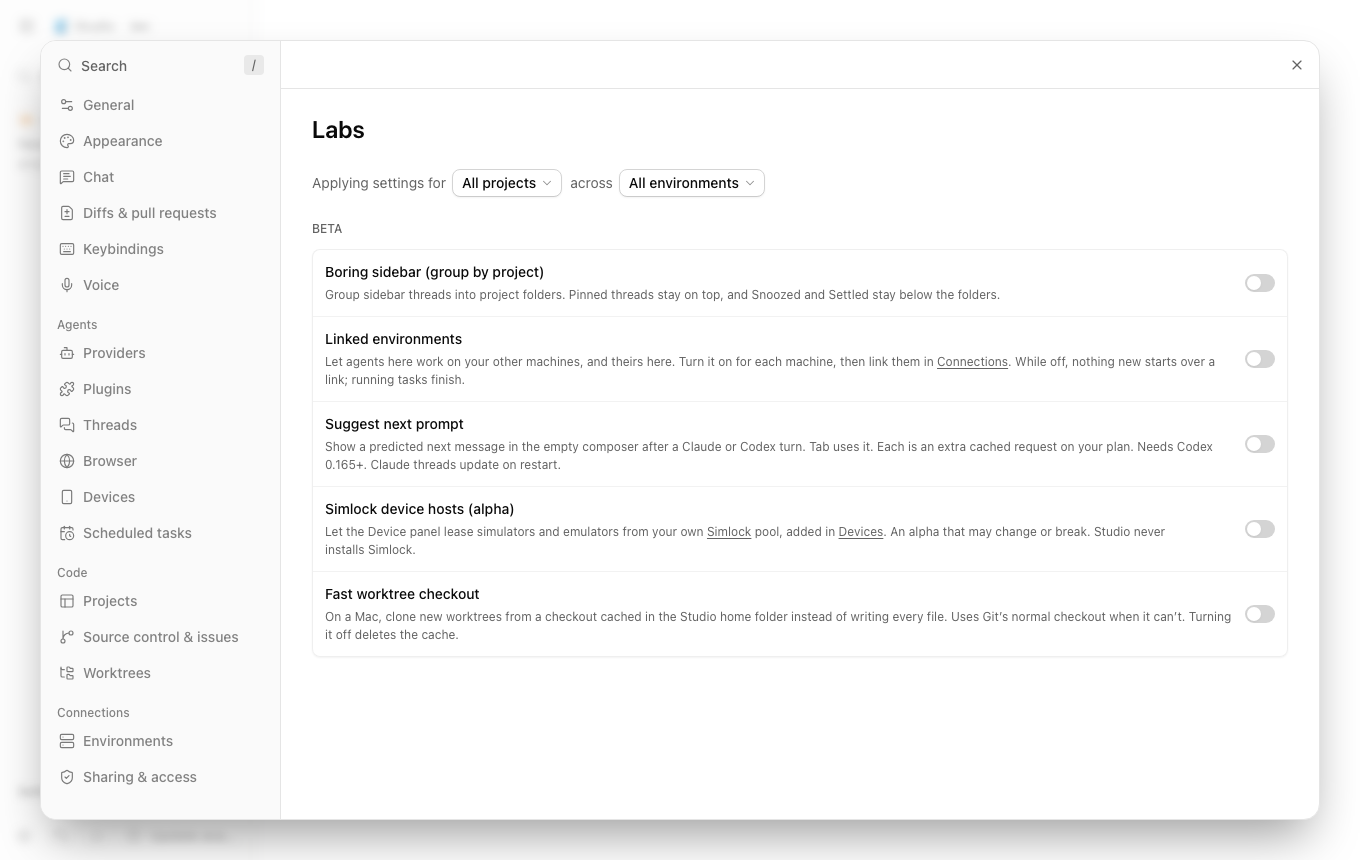 Search
/
General
Appearance
Chat
Diffs & pull requests
Keybindings
Voice
Agents
Providers
Plugins
Threads
Browser
Devices
Scheduled tasks
Code
Projects
Source control & issues
Worktrees
Connections
Environments
Sharing & access
Labs
Applying settings for All projects across All environments
BETA
Boring sidebar (group by project)
Group sidebar threads into project folders. Pinned threads stay on top, and Snoozed and Settled stay below the folders.
Linked environments
Let agents here work on your other machines, and theirs here. Turn it on for each machine, then link them in Connections. While off, nothing new starts over a
link; running tasks finish.
Suggest next prompt
Show a predicted next message in the empty composer after a Claude or Codex turn. Tab uses it. Each is an extra cached request on your plan. Needs Codex
0.165+. Claude threads update on restart.
Simlock device hosts (alpha)
Let the Device panel lease simulators and emulators from your own Simlock pool, added in Devices. An alpha that may change or break. Studio never
installs Simlock.
Fast worktree checkout
On a Mac, clone new worktrees from a checkout cached in the Studio home folder instead of writing every file. Uses Git's normal checkout when it can't. Turning
it off deletes the cache.